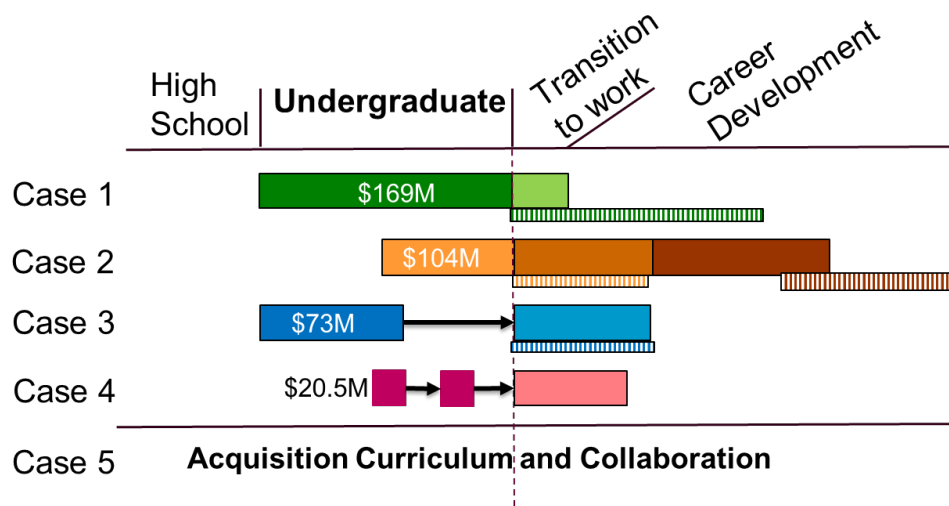 High
School
Undergraduate
Transition
to work
Career
Development
Case 1
$169M
Case 2
$104M
Case 3
$73M
Case 4
$20.5M
Case 5
Acquisition Curriculum and Collaboration